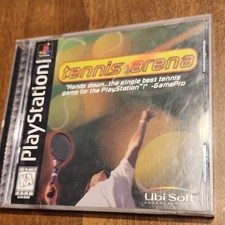 PlayStation
tennis arena
"Hands down...the single best tennis
game for the PlayStation"!" -GamePro
Ubi Soft